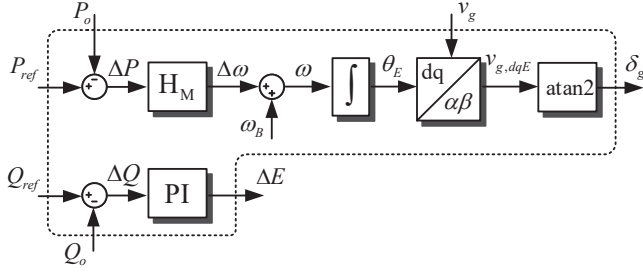 P_o
v_g
P_ref
ΔP
H_M
Δω
ω
∫
θ_E
dq
αβ
v_g,dqE
atan2
δ_g
ω_B
Q_ref
ΔQ
PI
ΔE
Q_o